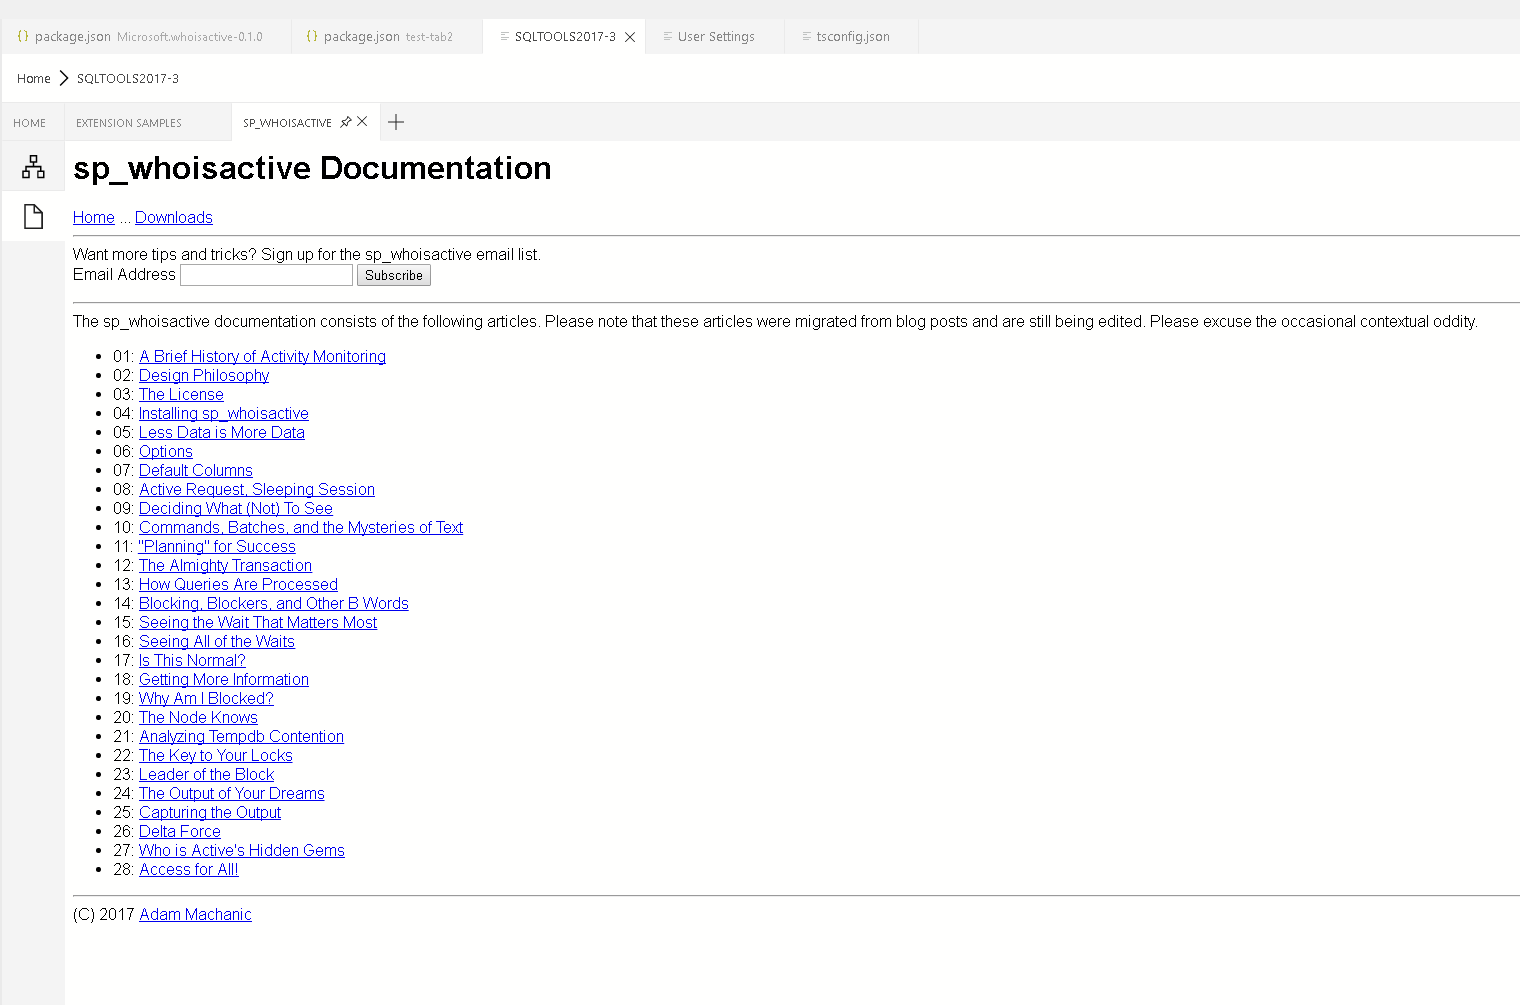 {} package.json Microsoft.whoisactive-0.1.0 {} package.json test-tab2 SQLTOOLS2017-3 User Settings tsconfig.json
Home SQLTOOLS2017-3
HOME EXTENSION SAMPLES SP_WHOISACTIVE
sp_whoisactive Documentation
Home ... Downloads
Want more tips and tricks? Sign up for the sp_whoisactive email list.
Email Address Subscribe
The sp_whoisactive documentation consists of the following articles. Please note that these articles were migrated from blog posts and are still being edited. Please excuse the occasional contextual oddity.
• 01: A Brief History of Activity Monitoring
• 02: Design Philosophy
• 03: The License
• 04: Installing sp_whoisactive
• 05: Less Data is More Data
• 06: Options
• 07: Default Columns
• 08: Active Request, Sleeping Session
• 09: Deciding What (Not) To See
• 10: Commands, Batches, and the Mysteries of Text
• 11: "Planning" for Success
• 12: The Almighty Transaction
• 13: How Queries Are Processed
• 14: Blocking, Blockers, and Other B Words
• 15: Seeing the Wait That Matters Most
• 16: Seeing All of the Waits
• 17: Is This Normal?
• 18: Getting More Information
• 19: Why Am I Blocked?
• 20: The Node Knows
• 21: Analyzing Tempdb Contention
• 22: The Key to Your Locks
• 23: Leader of the Block
• 24: The Output of Your Dreams
• 25: Capturing the Output
• 26: Delta Force
• 27: Who is Active's Hidden Gems
• 28: Access for All!
(C) 2017 Adam Machanic